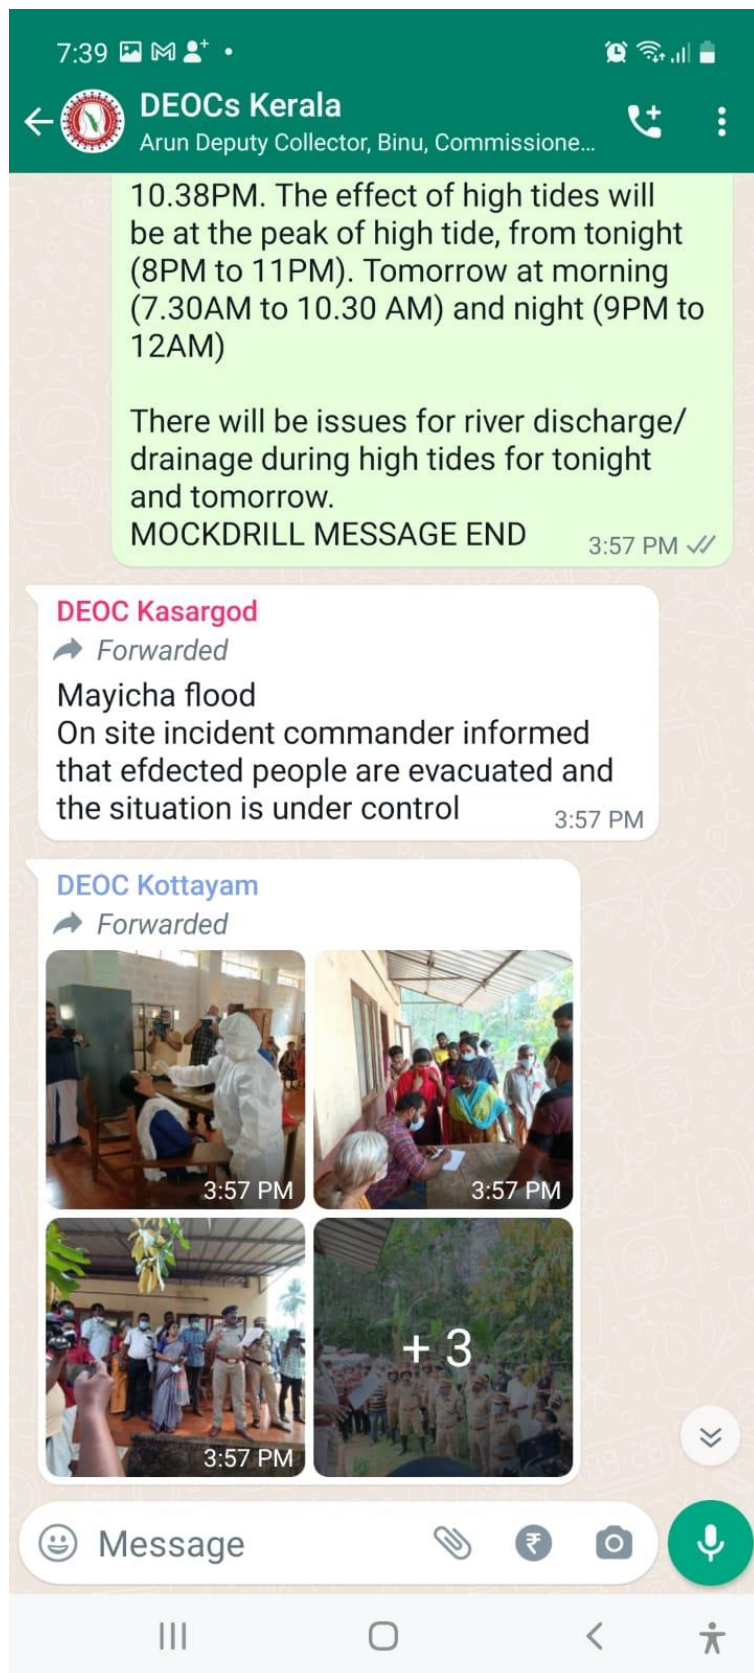 7:39
DEOCs Kerala
Arun Deputy Collector, Binu, Commissione...
10.38PM. The effect of high tides will
be at the peak of high tide, from tonight
(8PM to 11PM). Tomorrow at morning
(7.30AM to 10.30 AM) and night (9PM to
12AM)
There will be issues for river discharge/
drainage during high tides for tonight
and tomorrow.
MOCKDRILL MESSAGE END
3:57 PM
DEOC Kasargod
Forwarded
Mayicha flood
On site incident commander informed
that efdected people are evacuated and
the situation is under control
3:57 PM
DEOC Kottayam
Forwarded
3:57 PM
3:57 PM
3:57 PM
+ 3
Message